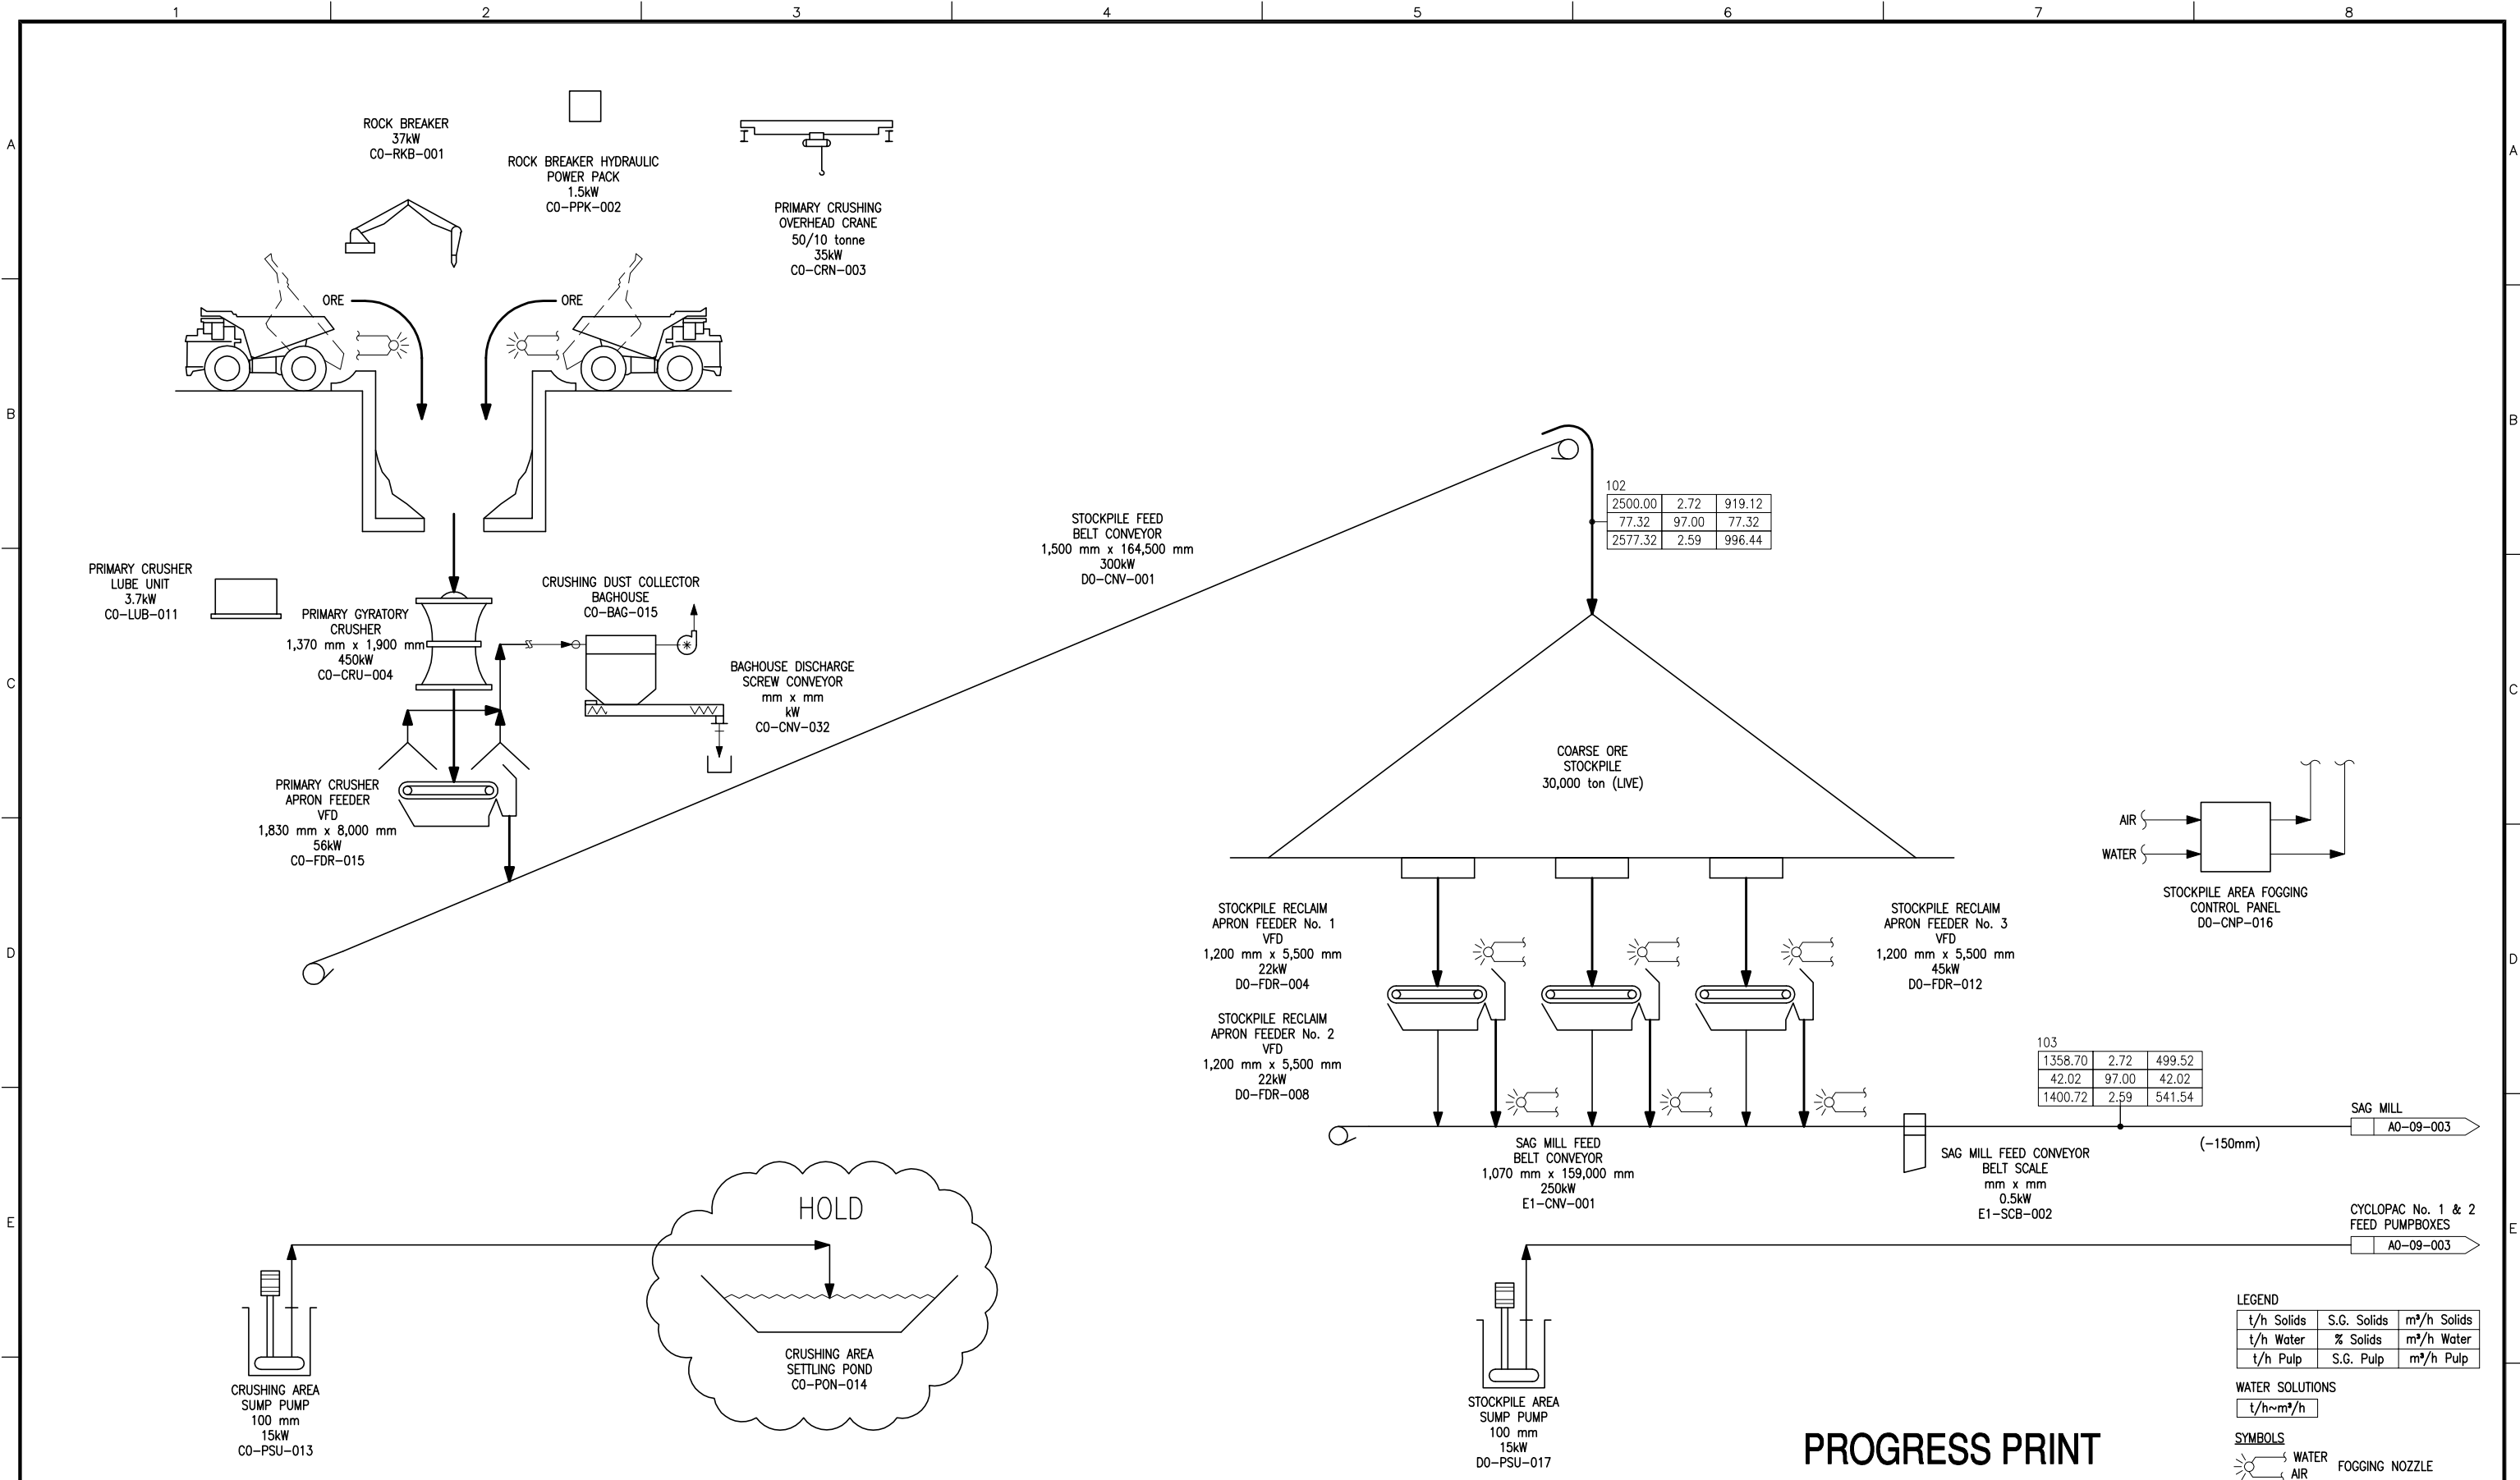 1
2
3
4
5
6
7
8
A
A
ROCK BREAKER
37kW
C0-RKB-001
ROCK BREAKER HYDRAULIC
POWER PACK
1.5kW
C0-PPK-002
PRIMARY CRUSHING
OVERHEAD CRANE
50/10 tonne
35kW
C0-CRN-003
ORE
ORE
B
B
STOCKPILE FEED
BELT CONVEYOR
1,500 mm x 164,500 mm
300kW
D0-CNV-001
102
2500.00 2.72 919.12
77.32 97.00 77.32
2577.32 2.59 996.44
PRIMARY CRUSHER
LUBE UNIT
3.7kW
C0-LUB-011
PRIMARY GYRATORY
CRUSHER
1,370 mm x 1,900 mm
450kW
C0-CRU-004
CRUSHING DUST COLLECTOR
BAGHOUSE
C0-BAG-015
BAGHOUSE DISCHARGE
SCREW CONVEYOR
mm x mm
kW
C0-CNV-032
C
C
PRIMARY CRUSHER
APRON FEEDER
VFD
1,830 mm x 8,000 mm
56kW
C0-FDR-015
COARSE ORE
STOCKPILE
30,000 ton (LIVE)
AIR
WATER
STOCKPILE AREA FOGGING
CONTROL PANEL
D0-CNP-016
STOCKPILE RECLAIM
APRON FEEDER No. 1
VFD
1,200 mm x 5,500 mm
22kW
D0-FDR-004
STOCKPILE RECLAIM
APRON FEEDER No. 3
VFD
1,200 mm x 5,500 mm
45kW
D0-FDR-012
D
D
STOCKPILE RECLAIM
APRON FEEDER No. 2
VFD
1,200 mm x 5,500 mm
22kW
D0-FDR-008
103
1358.70 2.72 499.52
42.02 97.00 42.02
1400.72 2.59 541.54
SAG MILL
A0-09-003
(-150mm)
SAG MILL FEED
BELT CONVEYOR
1,070 mm x 159,000 mm
250kW
E1-CNV-001
SAG MILL FEED CONVEYOR
BELT SCALE
mm x mm
0.5kW
E1-SCB-002
HOLD
E
E
CYCLOPAC No. 1 & 2
FEED PUMPBOXES
A0-09-003
CRUSHING AREA
SETTLING POND
C0-PON-014
CRUSHING AREA
SUMP PUMP
100 mm
15kW
C0-PSU-013
STOCKPILE AREA
SUMP PUMP
100 mm
15kW
D0-PSU-017
LEGEND
t/h Solids S.G. Solids m³/h Solids
t/h Water % Solids m³/h Water
t/h Pulp S.G. Pulp m³/h Pulp
WATER SOLUTIONS
t/h~m³/h
SYMBOLS
WATER
AIR
FOGGING NOZZLE
PROGRESS PRINT